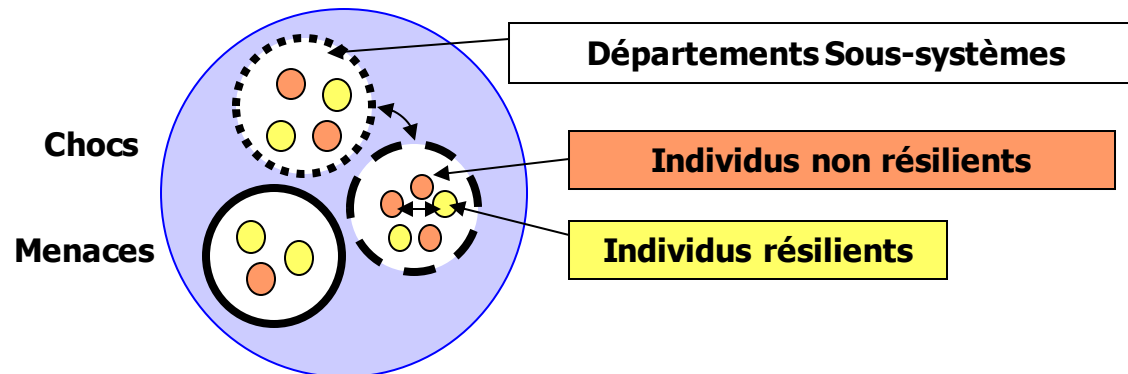 Départements Sous-systèmes
Chocs
Individus non résilients
Menaces
Individus résilients